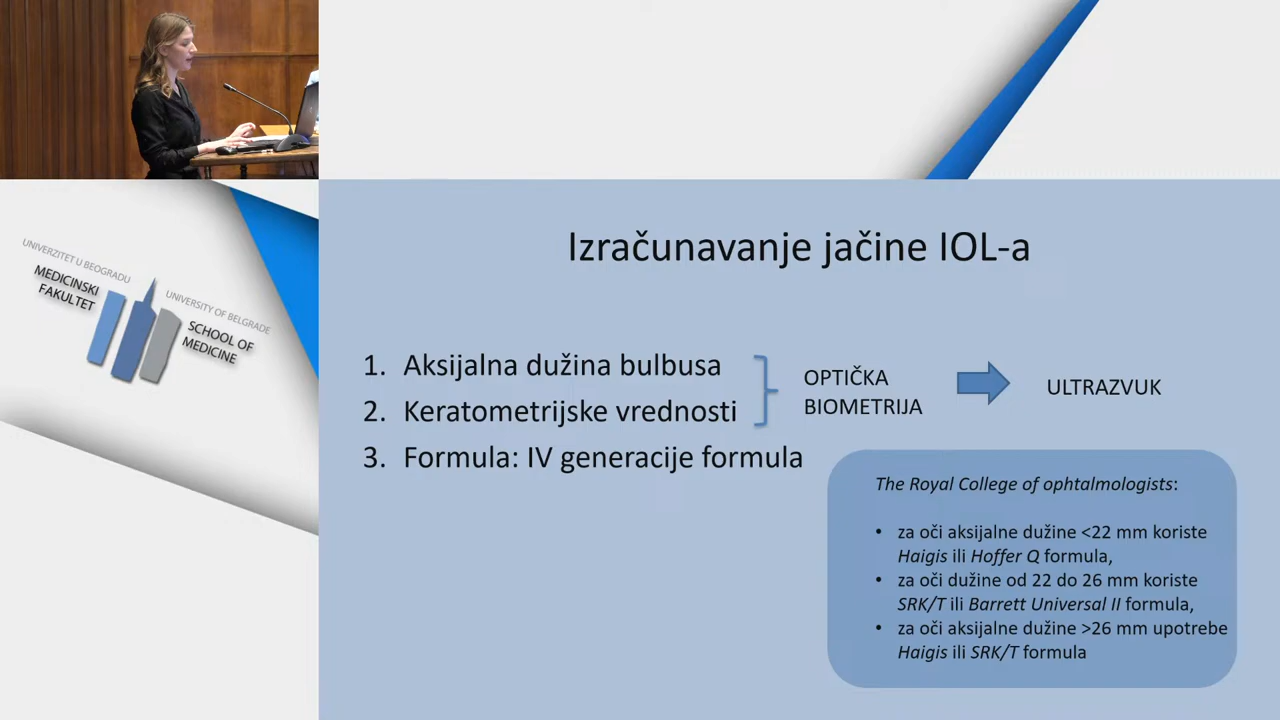 UNIVERZITET U BEOGRADU
MEDICINSKI
FAKULTET
UNIVERSITY OF BELGRADE
SCHOOL OF
MEDICINE
Izračunavanje jačine IOL-a
1. Aksijalna dužina bulbusa
2. Keratometrijske vrednosti
3. Formula: IV generacije formula
OPTIČKA
BIOMETRIJA
ULTRAZVUK
The Royal College of ophtalmologists:
• za oči aksijalne dužine <22 mm koriste
Haigis ili Hoffer Q formula,
• za oči dužine od 22 do 26 mm koriste
SRK/T ili Barrett Universal II formula,
• za oči aksijalne dužine >26 mm upotrebe
Haigis ili SRK/T formula